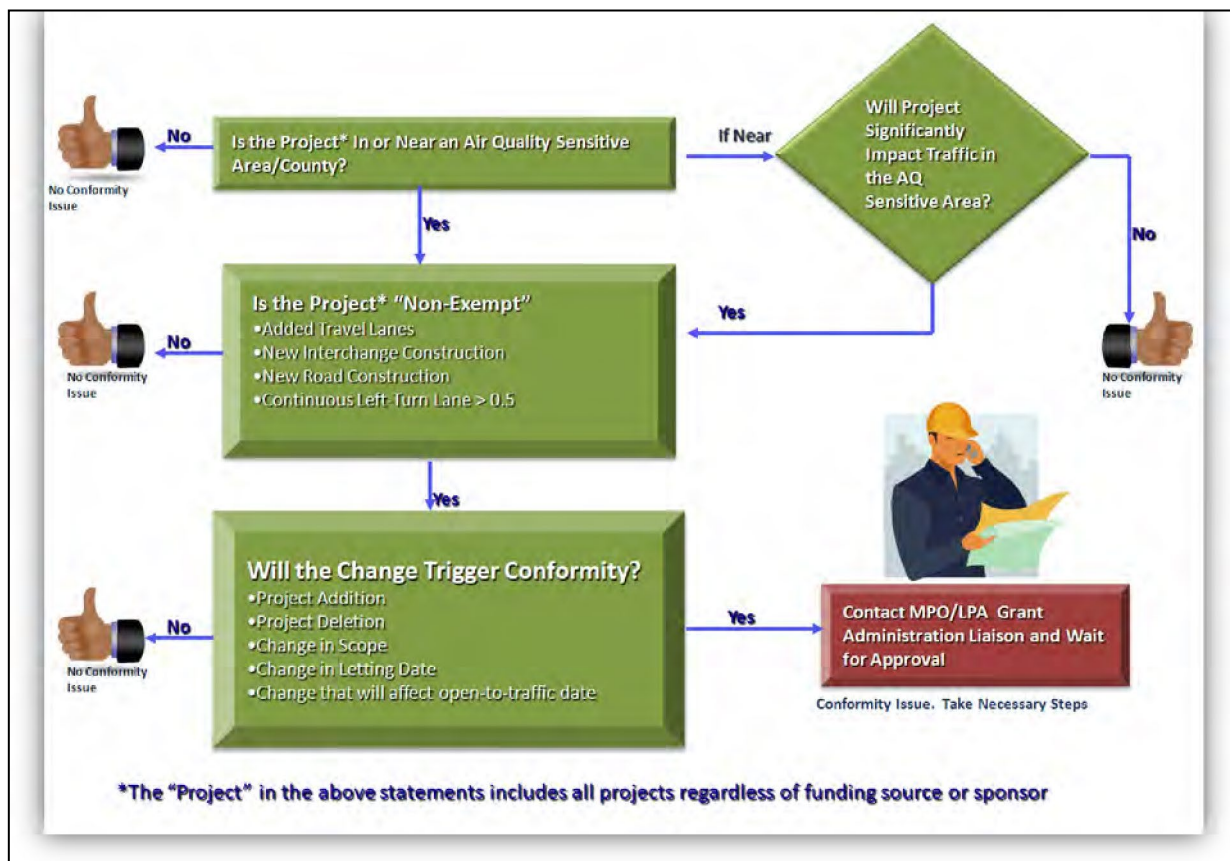 No
No Conformity
Issue
Is the Project* In or Near an Air Quality Sensitive
Area/County?
If Near
Will Project
Significantly
Impact Traffic in
the AQ
Sensitive Area?
No
No Conformity
Issue
Yes
Yes
Is the Project* "Non-Exempt"
•Added Travel Lanes
•New Interchange Construction
•New Road Construction
•Continuous Left-Turn Lane > 0.5
No
No Conformity
Issue
Yes
Will the Change Trigger Conformity?
•Project Addition
•Project Deletion
•Change in Scope
•Change in Letting Date
•Change that will affect open-to-traffic date
No
No Conformity
Issue
Yes
Contact MPO/LPA Grant
Administration Liaison and Wait
for Approval
Conformity Issue. Take Necessary Steps
*The "Project" in the above statements includes all projects regardless of funding source or sponsor